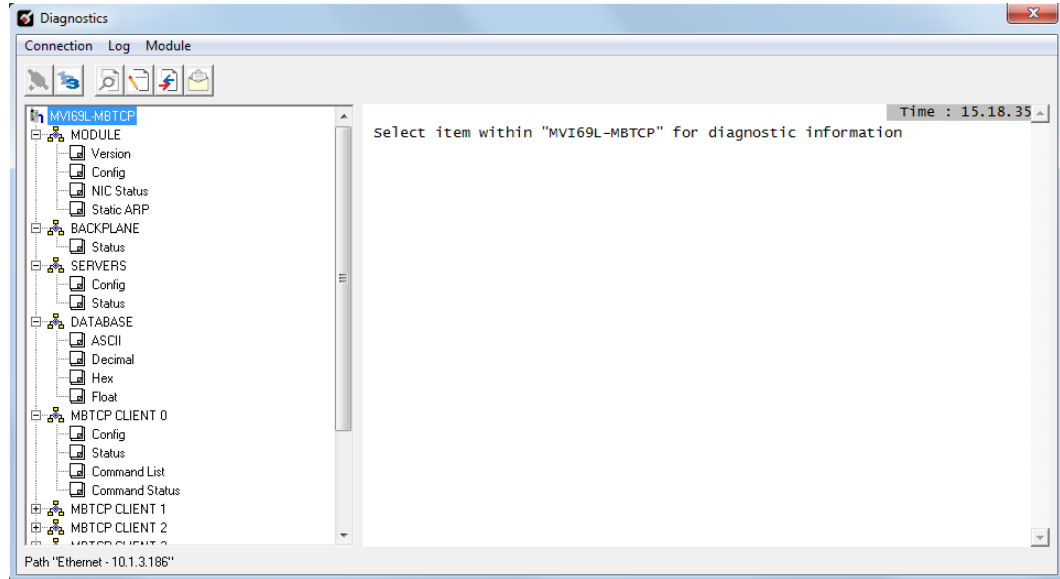 Diagnostics
Connection Log Module
MVI69L-MBTCP
MODULE
Version
Config
NIC Status
Static ARP
BACKPLANE
Status
SERVERS
Config
Status
DATABASE
ASCII
Decimal
Hex
Float
MBTCP CLIENT 0
Config
Status
Command List
Command Status
MBTCP CLIENT 1
MBTCP CLIENT 2
Time : 15.18.35
Select item within "MVI69L-MBTCP" for diagnostic information
Path "Ethernet - 10.1.3.186"